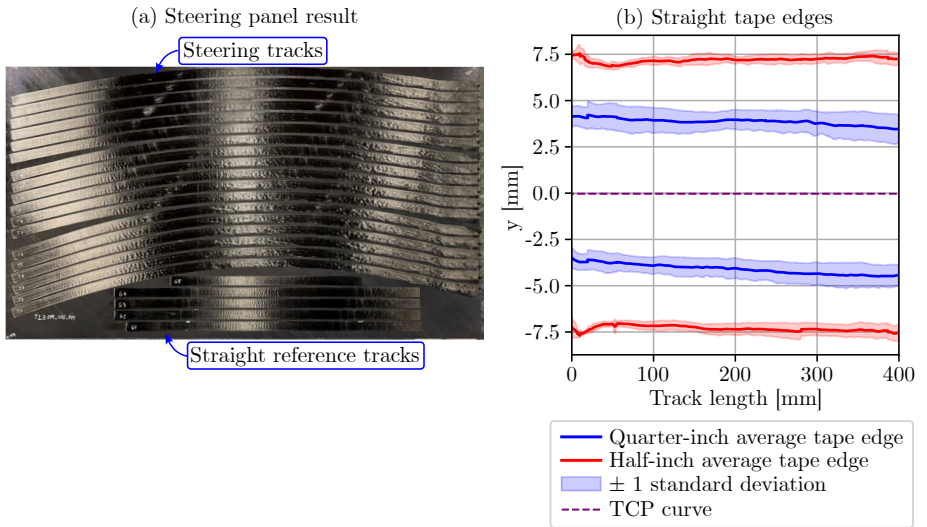 (a) Steering panel result
Steering tracks
Straight reference tracks
(b) Straight tape edges
7.5
5.0
2.5
0.0
-2.5
-5.0
-7.5
y [mm]
0 100 200 300 400
Track length [mm]
Quarter-inch average tape edge
Half-inch average tape edge
± 1 standard deviation
TCP curve